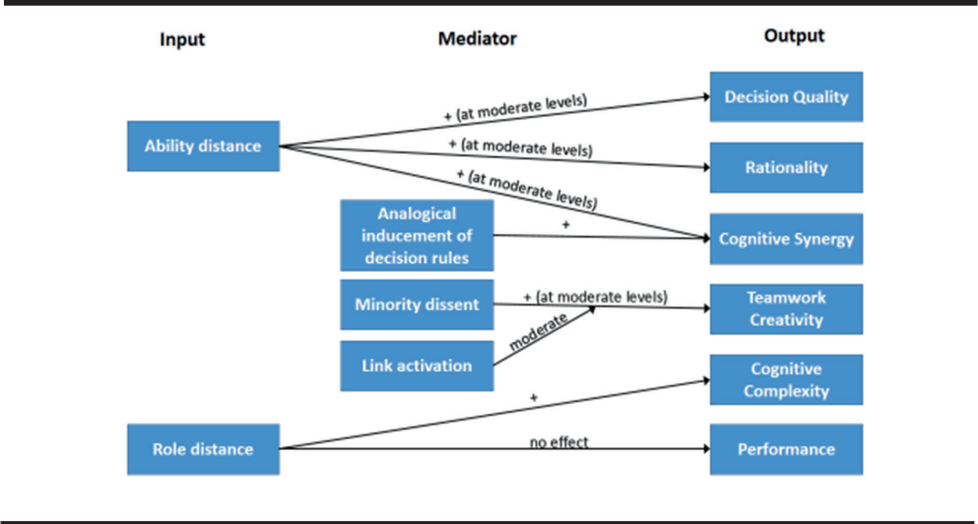 Input
Mediator
Output
Decision Quality
+ (at moderate levels)
Ability distance
+ (at moderate levels)
Rationality
+ (at moderate levels)
Analogical
inducement of
decision rules
+
Cognitive Synergy
Minority dissent
+ (at moderate levels)
Teamwork
Creativity
moderate
Link activation
Cognitive
Complexity
+
Role distance
no effect
Performance